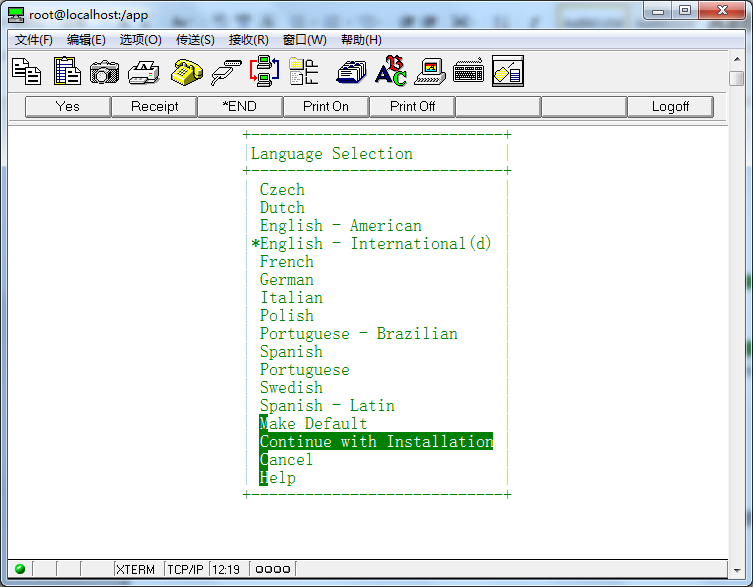 root@localhost:/app
文件(F) 编辑(E) 选项(O) 传送(S) 接收(R) 窗口(W) 帮助(H)
Yes Receipt *END Print On Print Off Logoff
+----------------------------+
|Language Selection |
+----------------------------+
Czech
Dutch
English - American
*English - International(d)
French
German
Italian
Polish
Portuguese - Brazilian
Spanish
Portuguese
Swedish
Spanish - Latin
Make Default
Continue with Installation
Cancel
Help
+----------------------------+
XTERM TCP/IP 12:19